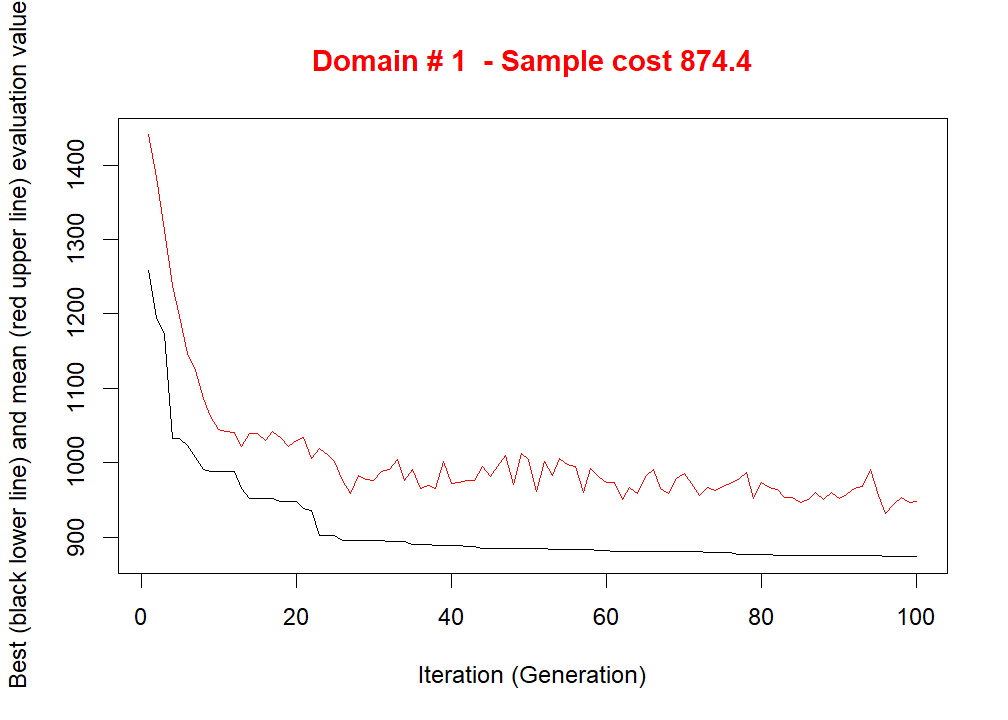 Domain # 1  - Sample cost 874.4
Best (black lower line) and mean (red upper line) evaluation value
1400
1300
1200
1100
1000
900
0 20 40 60 80 100
Iteration (Generation)